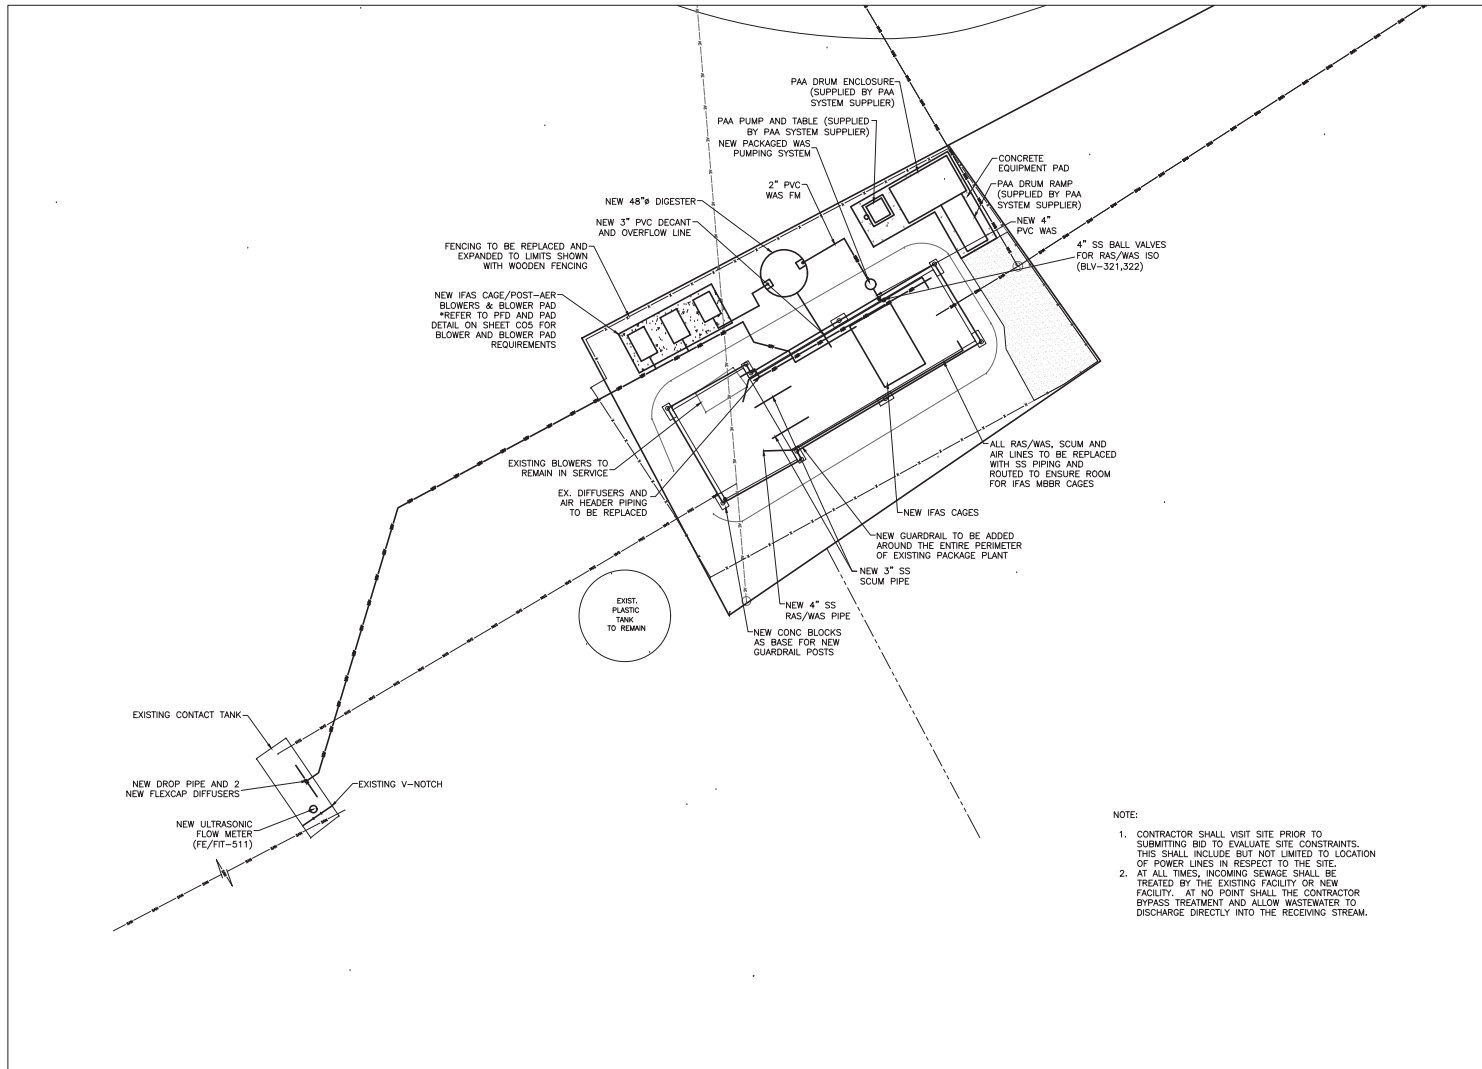 PAA DRUM ENCLOSURE
(SUPPLIED BY PAA
SYSTEM SUPPLIER)
PAA PUMP AND TABLE (SUPPLIED
BY PAA SYSTEM SUPPLIER)
NEW PACKAGED WAS
PUMPING SYSTEM
2" PVC
WAS FM
NEW 48"ø DIGESTER
NEW 3" PVC DECANT
AND OVERFLOW LINE
FENCING TO BE REPLACED AND
EXPANDED TO LIMITS SHOWN
WITH WOODEN FENCING
NEW IFAS CAGE/POST-AER
BLOWERS & BLOWER PAD
*REFER TO PFD AND PAD
DETAIL ON SHEET C05 FOR
BLOWER AND BLOWER PAD
REQUIREMENTS
CONCRETE
EQUIPMENT PAD
PAA DRUM RAMP
(SUPPLIED BY PAA
SYSTEM SUPPLIER)
NEW 4"
PVC WAS
4" SS BALL VALVES
FOR RAS/WAS ISO
(BLV-321,322)
EXISTING BLOWERS TO
REMAIN IN SERVICE
EX. DIFFUSERS AND
AIR HEADER PIPING
TO BE REPLACED
ALL RAS/WAS, SCUM AND
AIR LINES TO BE REPLACED
WITH SS PIPING AND
ROUTED TO ENSURE ROOM
FOR IFAS MBBR CAGES
NEW IFAS CAGES
NEW GUARDRAIL TO BE ADDED
AROUND THE ENTIRE PERIMETER
OF EXISTING PACKAGE PLANT
NEW 3" SS
SCUM PIPE
NEW 4" SS
RAS/WAS PIPE
NEW CONC BLOCKS
AS BASE FOR NEW
GUARDRAIL POSTS
EXIST.
PLASTIC
TANK
TO REMAIN
EXISTING CONTACT TANK
NEW DROP PIPE AND 2
NEW FLEXCAP DIFFUSERS
EXISTING V-NOTCH
NEW ULTRASONIC
FLOW METER
(FE/FIT-511)
NOTE:
1. CONTRACTOR SHALL VISIT SITE PRIOR TO
SUBMITTING BID TO EVALUATE SITE CONSTRAINTS.
THIS SHALL INCLUDE BUT NOT LIMITED TO LOCATION
OF POWER LINES IN RESPECT TO THE SITE.
2. AT ALL TIMES, INCOMING SEWAGE SHALL BE
TREATED BY THE EXISTING FACILITY OR NEW
FACILITY. AT NO POINT SHALL THE CONTRACTOR
BYPASS TREATMENT AND ALLOW WASTEWATER TO
DISCHARGE DIRECTLY INTO THE RECEIVING STREAM.